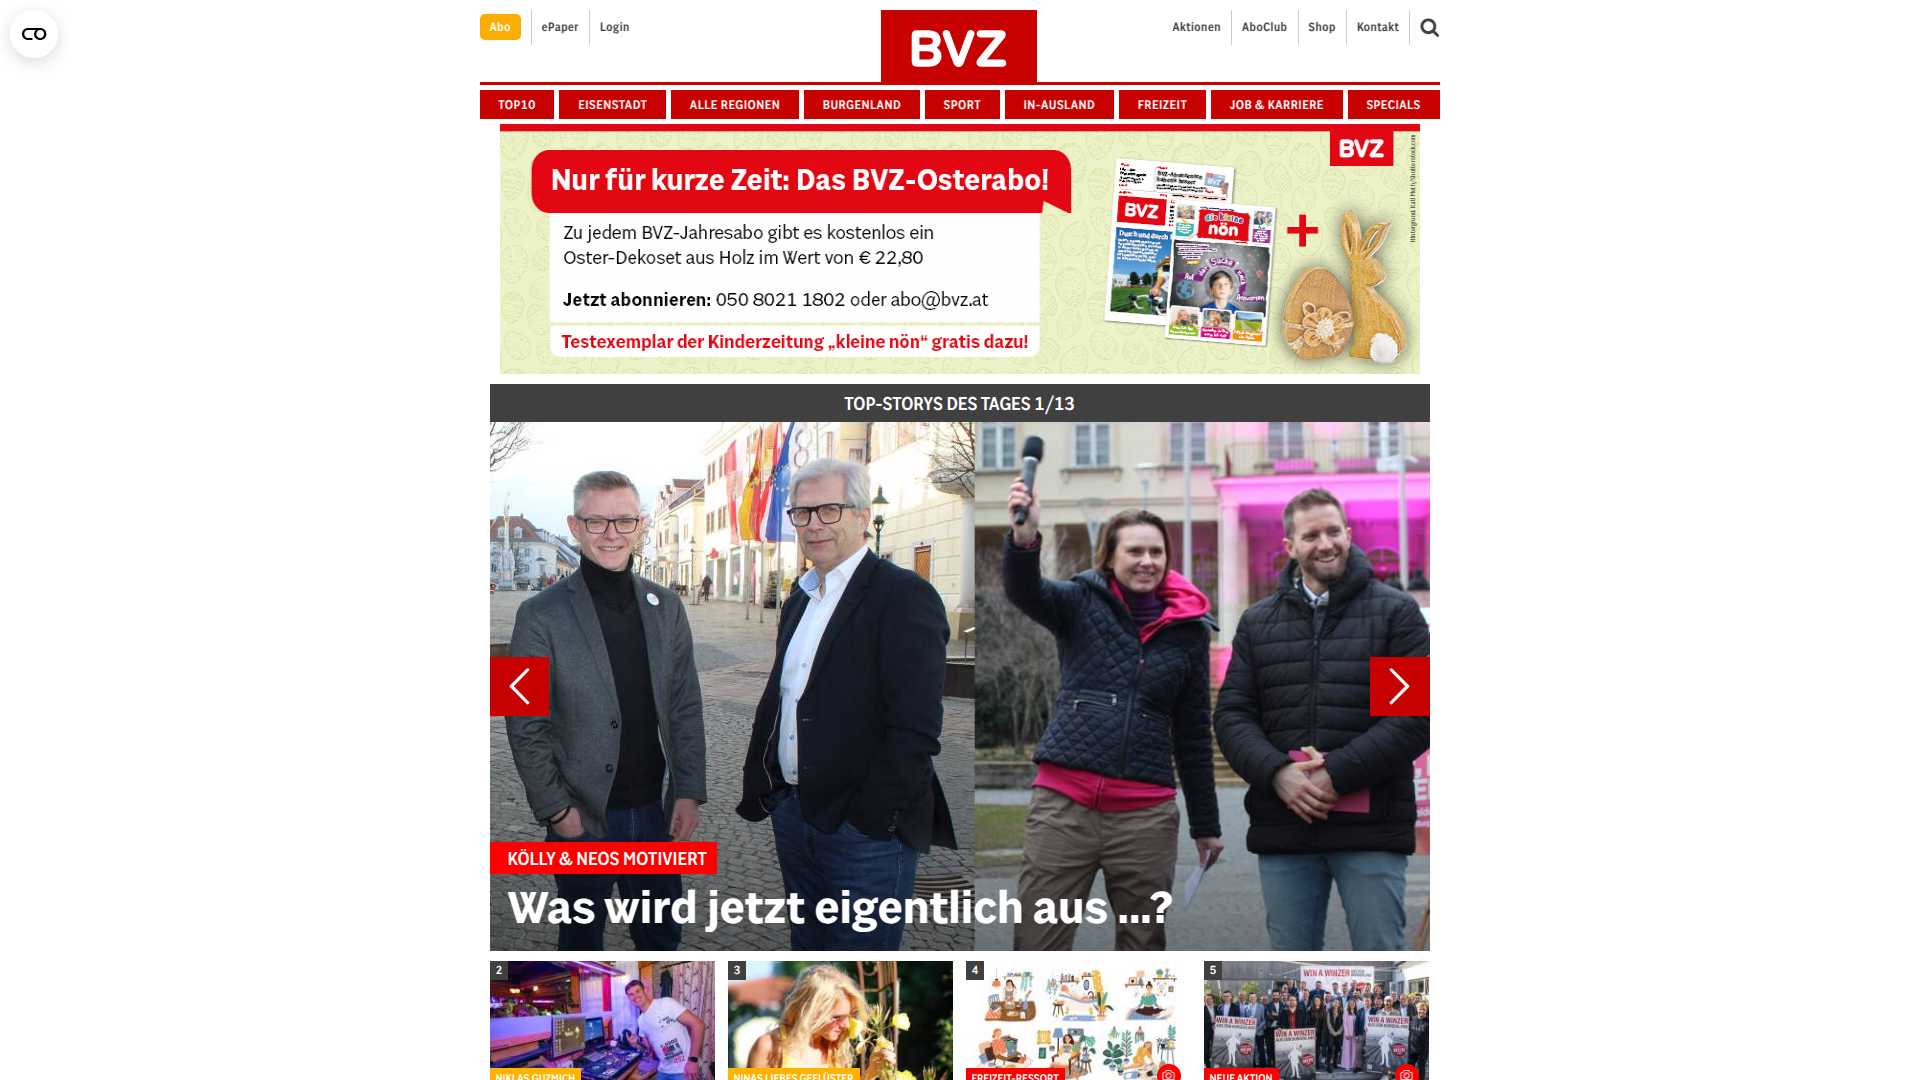 Abo
ePaper
Login
BVZ
Aktionen
AboClub
Shop
Kontakt
TOP10
EISENSTADT
ALLE REGIONEN
BURGENLAND
SPORT
IN-AUSLAND
FREIZEIT
JOB & KARRIERE
SPECIALS
Nur für kurze Zeit: Das BVZ-Osterabo!
Zu jedem BVZ-Jahresabo gibt es kostenlos ein
Oster-Dekoset aus Holz im Wert von € 22,80
Jetzt abonnieren: 050 8021 1802 oder abo@bvz.at
Testexemplar der Kinderzeitung „kleine nön“ gratis dazu!
BVZ
BVZ
die kleine
nön
+
TOP-STORYS DES TAGES 1/13
KÖLLY & NEOS MOTIVIERT
Was wird jetzt eigentlich aus ...?
2
3
4
5
WIN A WINZER
WIN A WINZER
WIN A WINZER
NIKLAS GUZMICH
NINAS LIEBES GEFLÜSTER
FREIZEIT-RESSORT
NEUE AKTION